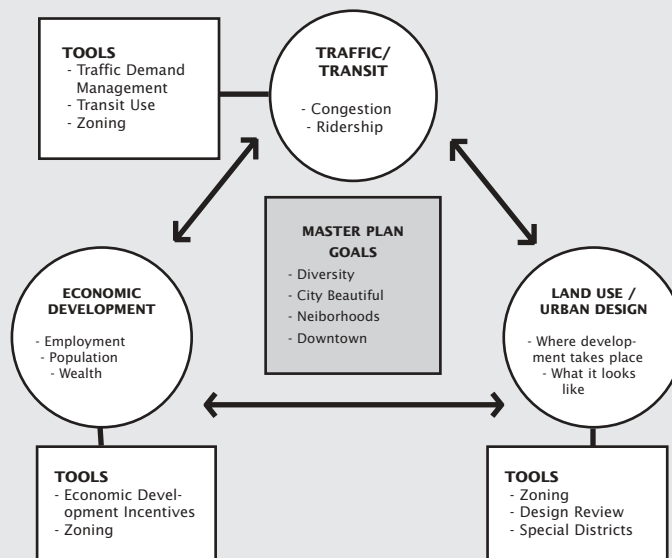 TOOLS
- Traffic Demand
Management
- Transit Use
- Zoning
TRAFFIC/
TRANSIT
- Congestion
- Ridership
MASTER PLAN
GOALS
- Diversity
- City Beautiful
- Neiborhoods
- Downtown
ECONOMIC
DEVELOPMENT
- Employment
- Population
- Wealth
LAND USE /
URBAN DESIGN
- Where develop-
ment takes place
- What it looks
like
TOOLS
- Economic Devel-
opment Incentives
- Zoning
TOOLS
- Zoning
- Design Review
- Special Districts